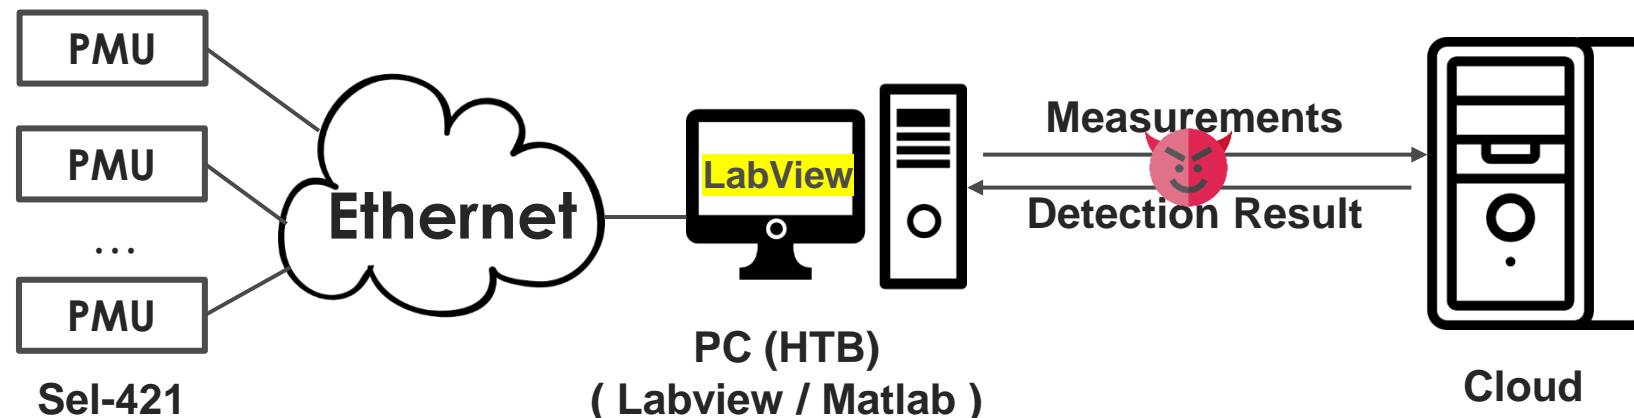 PMU
PMU
…
PMU
Sel-421
Ethernet
LabView
PC (HTB)
( Labview / Matlab )
Measurements
Detection Result
Cloud